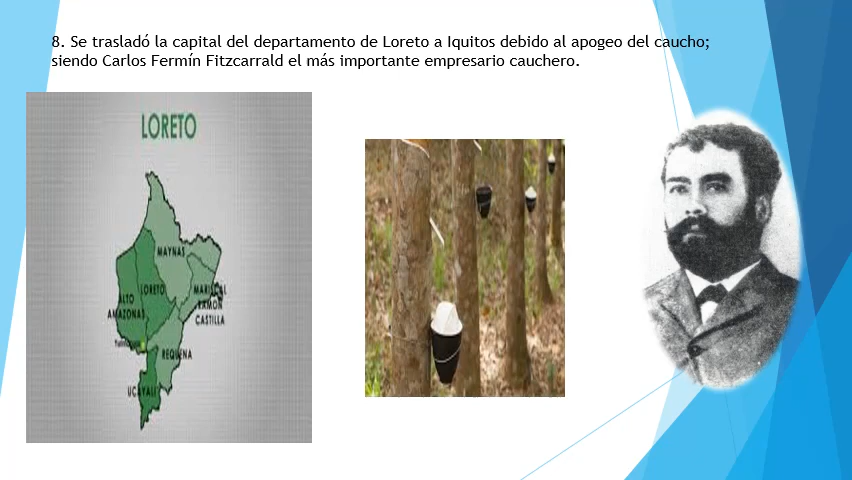 8. Se trasladó la capital del departamento de Loreto a Iquitos debido al apogeo del caucho;
siendo Carlos Fermín Fitzcarrald el más importante empresario cauchero.
LORETO
MAYNAS
LORETO
MARISCAL
RAMÓN
CASTILLA
ALTO
AMAZONAS
REQUENA
UCAYALI